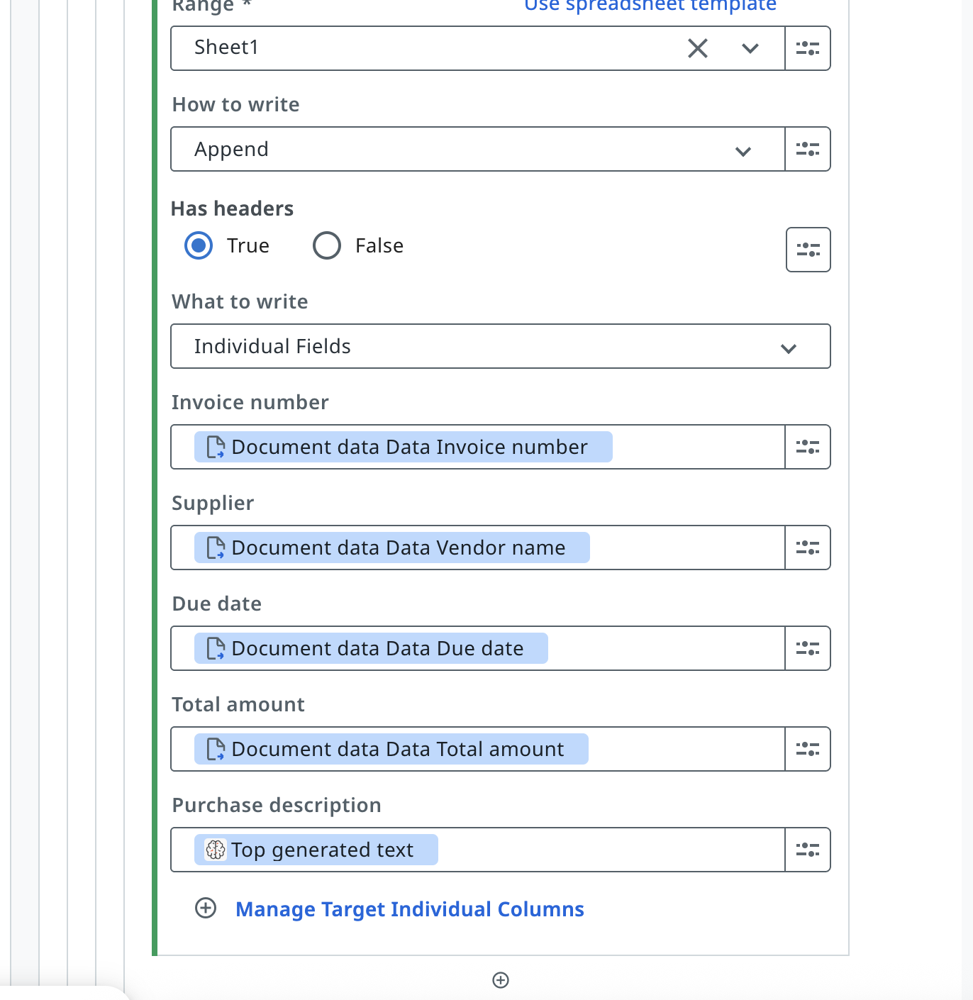 Range *
Use spreadsheet template
Sheet1
How to write
Append
Has headers
True
False
What to write
Individual Fields
Invoice number
Document data Data Invoice number
Supplier
Document data Data Vendor name
Due date
Document data Data Due date
Total amount
Document data Data Total amount
Purchase description
Top generated text
Manage Target Individual Columns